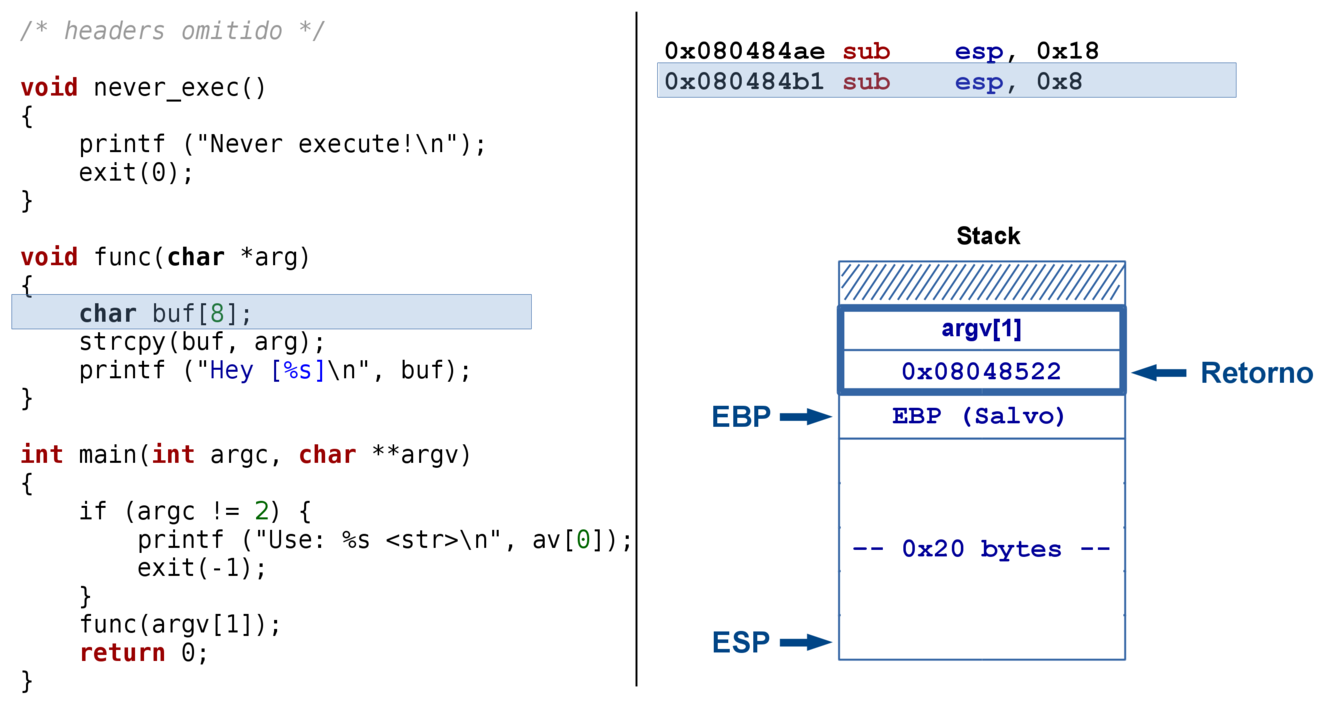 /* headers omitido */
void never_exec()
{
    printf ("Never execute!\n");
    exit(0);
}
void func(char *arg)
{
    char buf[8];
    strcpy(buf, arg);
    printf ("Hey [%s]\n", buf);
}
int main(int argc, char **argv)
{
    if (argc != 2) {
        printf ("Use: %s <str>\n", av[0]);
        exit(-1);
    }
    func(argv[1]);
    return 0;
}
0x080484ae sub    esp, 0x18
0x080484b1 sub    esp, 0x8
Stack
argv[1]
0x08048522
Retorno
EBP
EBP (Salvo)
-- 0x20 bytes --
ESP